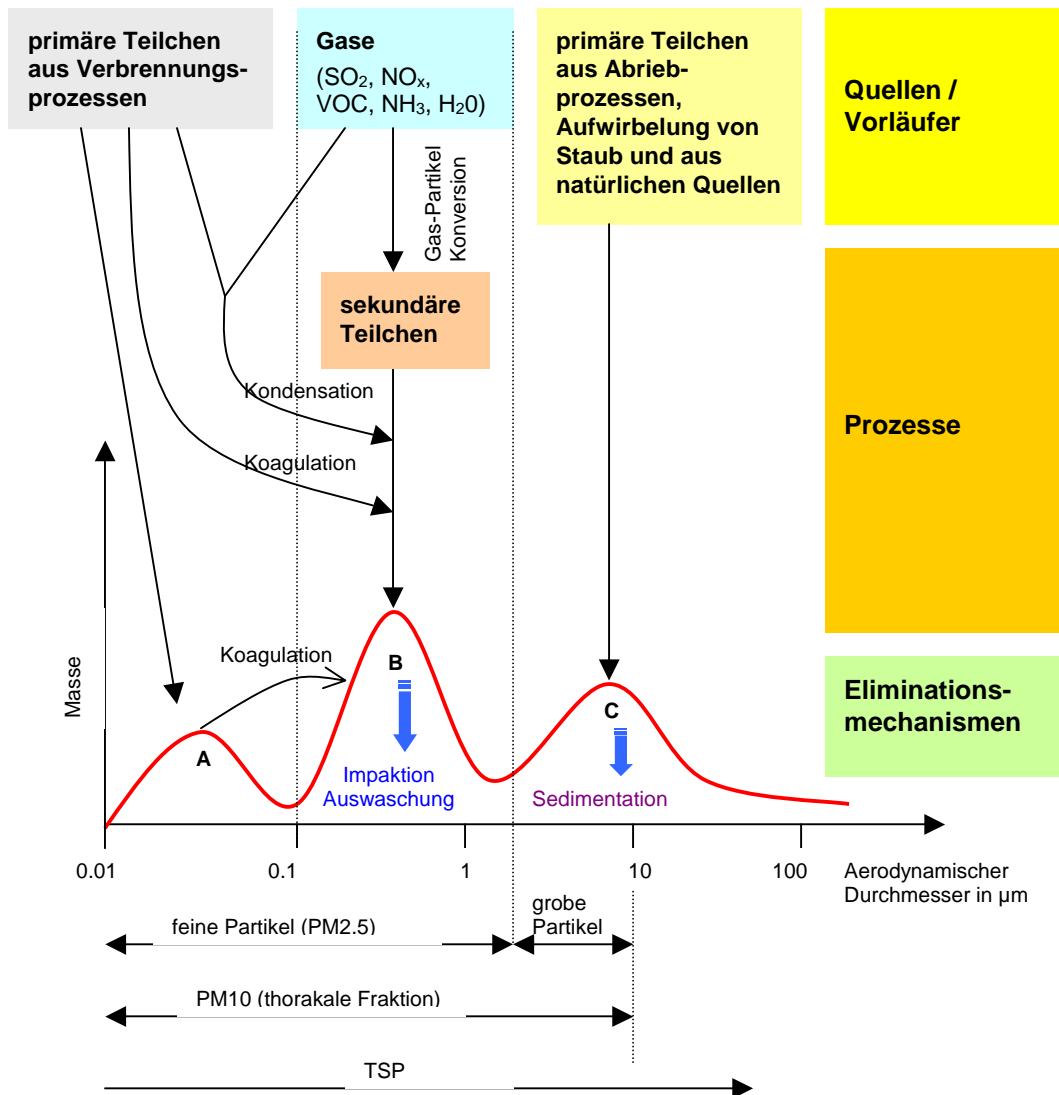 primäre Teilchen
aus Verbrennungs-
prozessen
Gase
(SO₂, NOₓ,
VOC, NH₃, H₂0)
primäre Teilchen
aus Abrieb-
prozessen,
Aufwirbelung von
Staub und aus
natürlichen Quellen
Quellen /
Vorläufer
Gas-Partikel
Konversion
sekundäre
Teilchen
Kondensation
Koagulation
Prozesse
Masse
Koagulation
A
B
C
Impaktion
Auswaschung
Sedimentation
Eliminations-
mechanismen
0.01
0.1
1
10
100
Aerodynamischer
Durchmesser in µm
feine Partikel (PM2.5)
grobe
Partikel
PM10 (thorakale Fraktion)
TSP